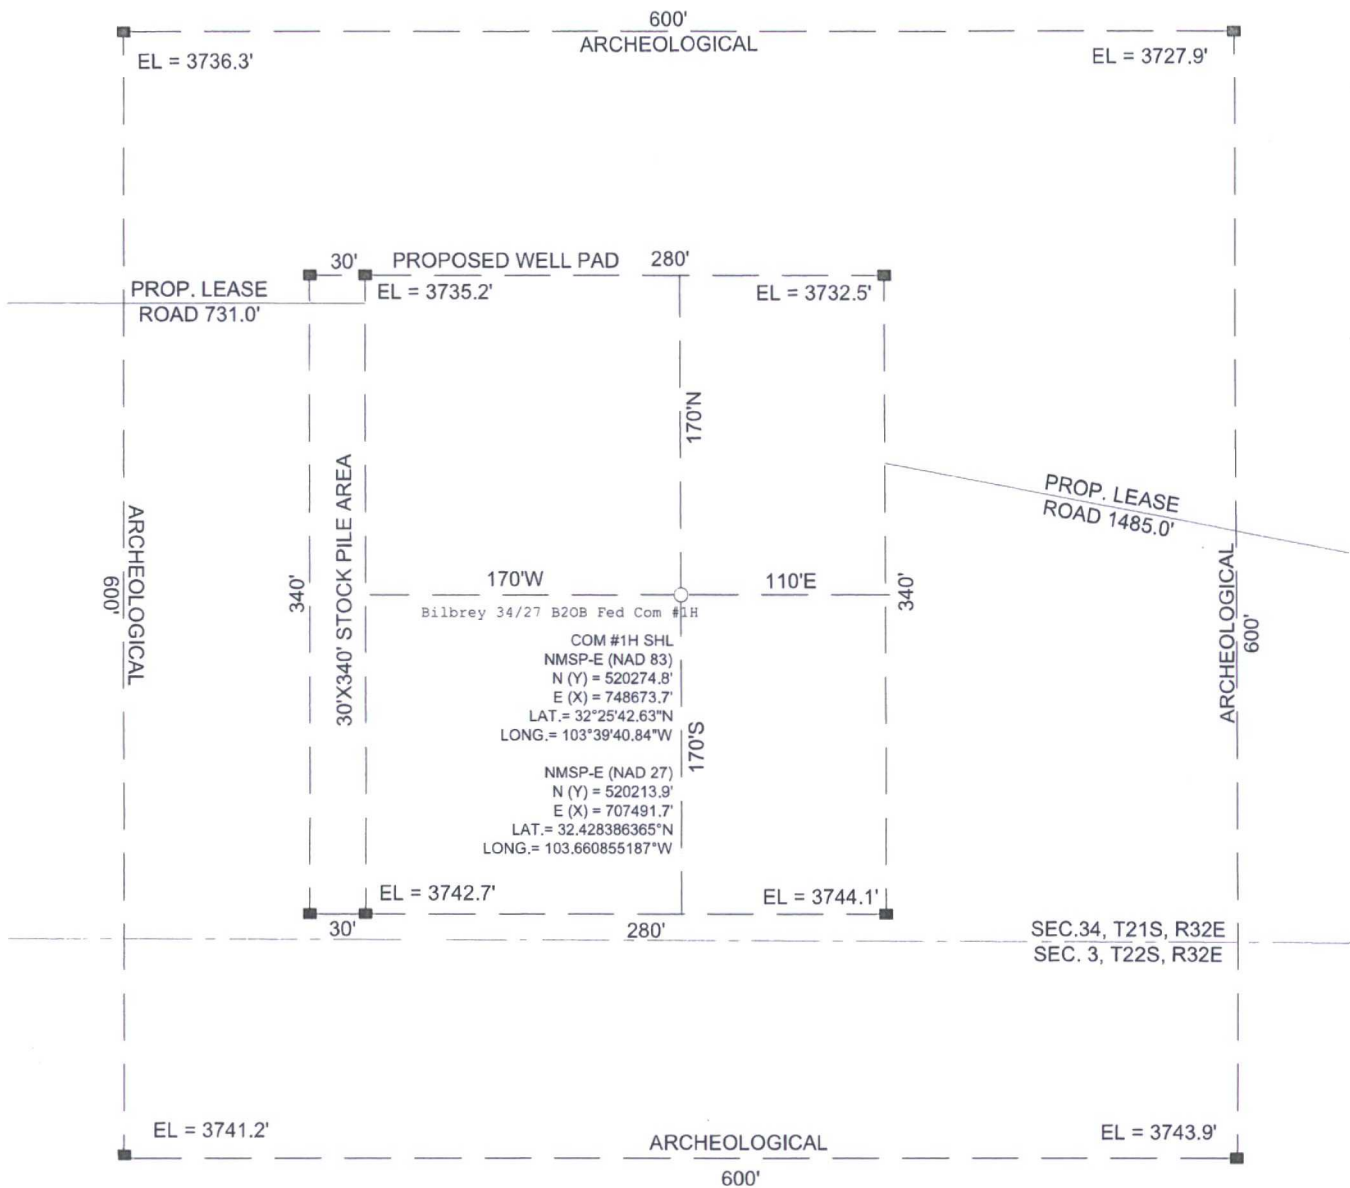 600'
ARCHEOLOGICAL
EL = 3736.3'
EL = 3727.9'
30'
PROPOSED WELL PAD
280'
EL = 3735.2'
EL = 3732.5'
PROP. LEASE
ROAD 731.0'
170'N
PROP. LEASE
ROAD 1485.0'
ARCHEOLOGICAL
600'
340'
30'X340' STOCK PILE AREA
170'W
110'E
340'
ARCHEOLOGICAL
600'
Bilbrey 34/27 B2OB Fed Com #1H
COM #1H SHL
NMSP-E (NAD 83)
N (Y) = 520274.8'
E (X) = 748673.7'
LAT.= 32°25'42.63"N
LONG.= 103°39'40.84"W
170'S
NMSP-E (NAD 27)
N (Y) = 520213.9'
E (X) = 707491.7'
LAT.= 32.428386365°N
LONG.= 103.660855187°W
EL = 3742.7'
EL = 3744.1'
30'
280'
SEC.34, T21S, R32E
SEC. 3, T22S, R32E
EL = 3741.2'
EL = 3743.9'
ARCHEOLOGICAL
600'